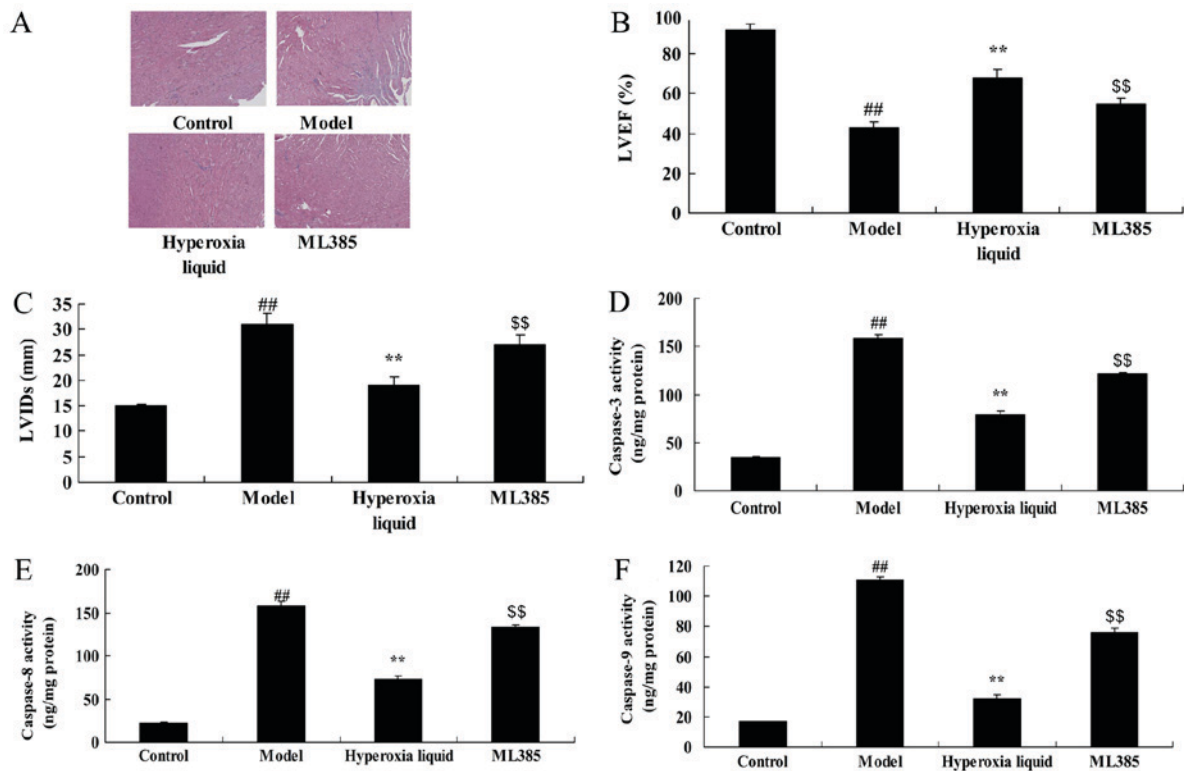 A
Control
Model
Hyperoxia
liquid
ML385
B
LVEF (%)
100
80
60
40
20
0
##
**
$$
Control
Model
Hyperoxia
liquid
ML385
C
LVIDs (mm)
35
30
25
20
15
10
5
0
##
**
$$
Control
Model
Hyperoxia
liquid
ML385
D
Caspase-3 activity
(ng/mg protein)
200
150
100
50
0
##
**
$$
Control
Model
Hyperoxia liquid
ML385
E
Caspase-8 activity
(ng/mg protein)
200
150
100
50
0
##
**
$$
Control
Model
Hyperoxia liquid
ML385
F
Caspase-9 activity
(ng/mg protein)
120
100
80
60
40
20
0
##
**
$$
Control
Model
Hyperoxia liquid
ML385